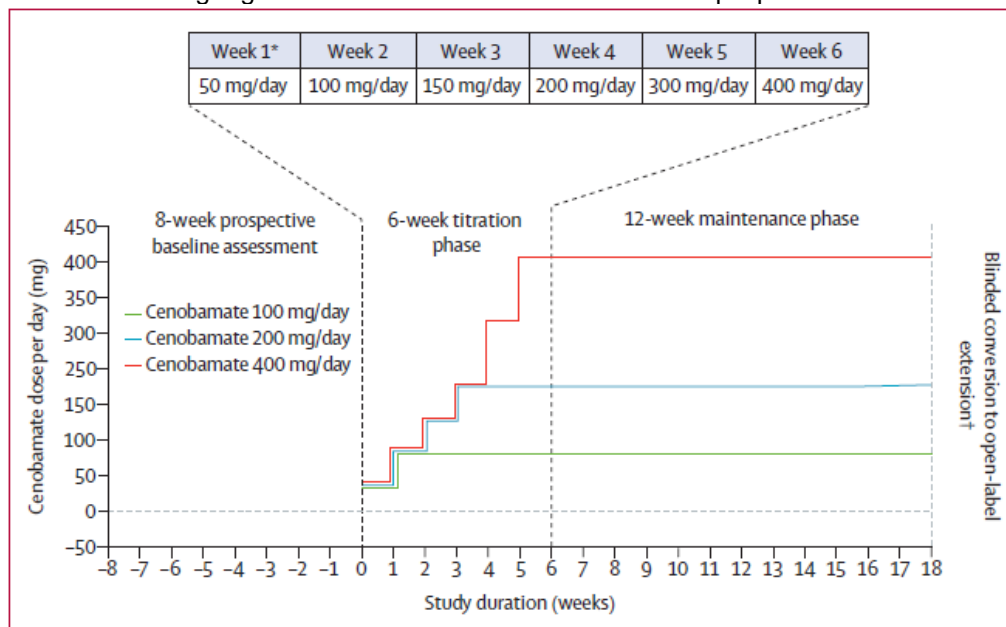 Week 1* Week 2 Week 3 Week 4 Week 5 Week 6
50 mg/day 100 mg/day 150 mg/day 200 mg/day 300 mg/day 400 mg/day
8-week prospective
baseline assessment
6-week titration
phase
12-week maintenance phase
450
400
350
300
250
200
150
100
50
0
–50
Cenobamate dose per day (mg)
Cenobamate 100 mg/day
Cenobamate 200 mg/day
Cenobamate 400 mg/day
Blinded conversion to open-label
extension†
–8 –7 –6 –5 –4 –3 –2 –1 0 1 2 3 4 5 6 7 8 9 10 11 12 13 14 15 16 17 18
Study duration (weeks)